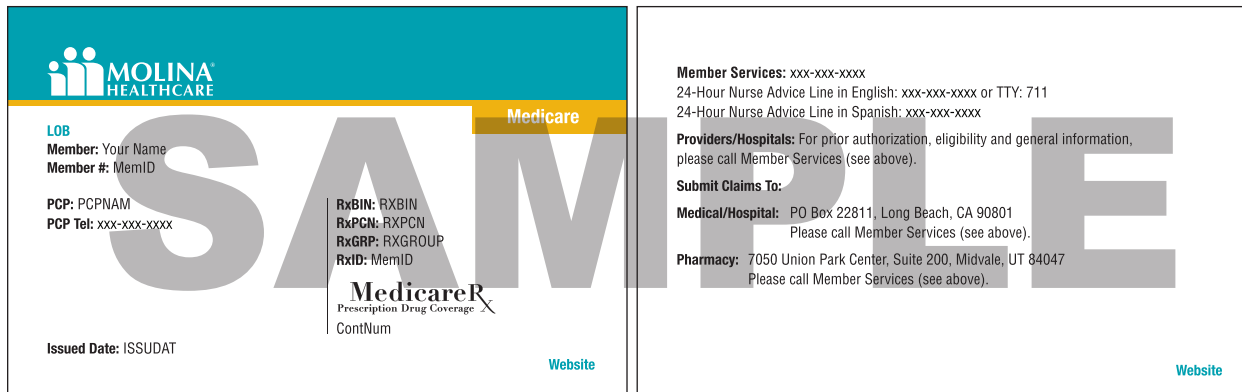 MOLINA®
HEALTHCARE
Medicare
LOB
Member: Your Name
Member #: MemID
PCP: PCPNAM
PCP Tel: xxx-xxx-xxxx
RxBIN: RXBIN
RxPCN: RXPCN
RxGRP: RXGROUP
RxID: MemID
MedicareRx
Prescription Drug Coverage
ContNum
Issued Date: ISSUDAT
Website
Member Services: xxx-xxx-xxxx
24-Hour Nurse Advice Line in English: xxx-xxx-xxxx or TTY: 711
24-Hour Nurse Advice Line in Spanish: xxx-xxx-xxxx
Providers/Hospitals: For prior authorization, eligibility and general information,
please call Member Services (see above).
Submit Claims To:
Medical/Hospital: PO Box 22811, Long Beach, CA 90801
Please call Member Services (see above).
Pharmacy: 7050 Union Park Center, Suite 200, Midvale, UT 84047
Please call Member Services (see above).
Website
SAMPLE